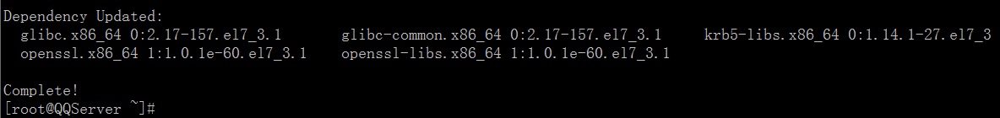 Dependency Updated:
glibc.x86_64 0:2.17-157.el7_3.1 glibc-common.x86_64 0:2.17-157.el7_3.1 krb5-libs.x86_64 0:1.14.1-27.el7_3
openssl.x86_64 1:1.0.1e-60.el7_3.1 openssl-libs.x86_64 1:1.0.1e-60.el7_3.1
Complete!
[root@QQServer ~]#